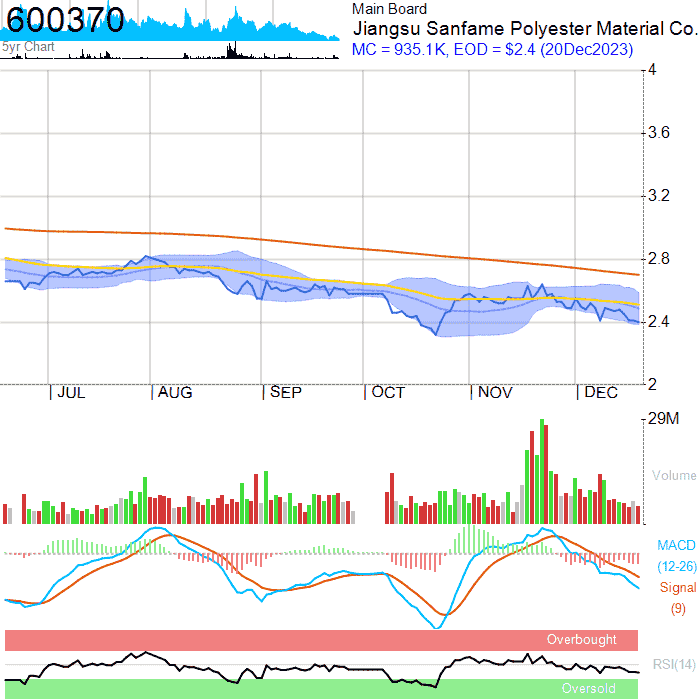 600370
5yr Chart
Main Board
Jiangsu Sanfame Polyester Material Co.
MC = 935.1K, EOD = $2.4 (20Dec2023)
4
3.6
3.2
2.8
2.4
2
JUL AUG SEP OCT NOV DEC
29M
Volume
MACD
(12-26)
Signal
(9)
Overbought
RSI(14)
Oversold